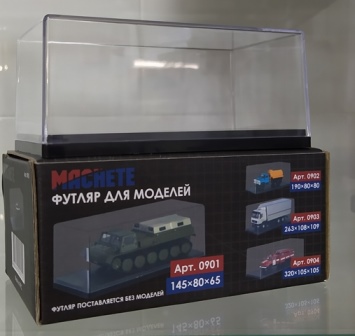 MACHETE
ФУТЛЯР ДЛЯ МОДЕЛЕЙ
Арт. 0901
145×80×65
Арт. 0902
190×80×80
Арт. 0903
263×108×109
Арт. 0904
320×105×105
ФУТЛЯР ПОСТАВЛЯЕТСЯ БЕЗ МОДЕЛЕЙ